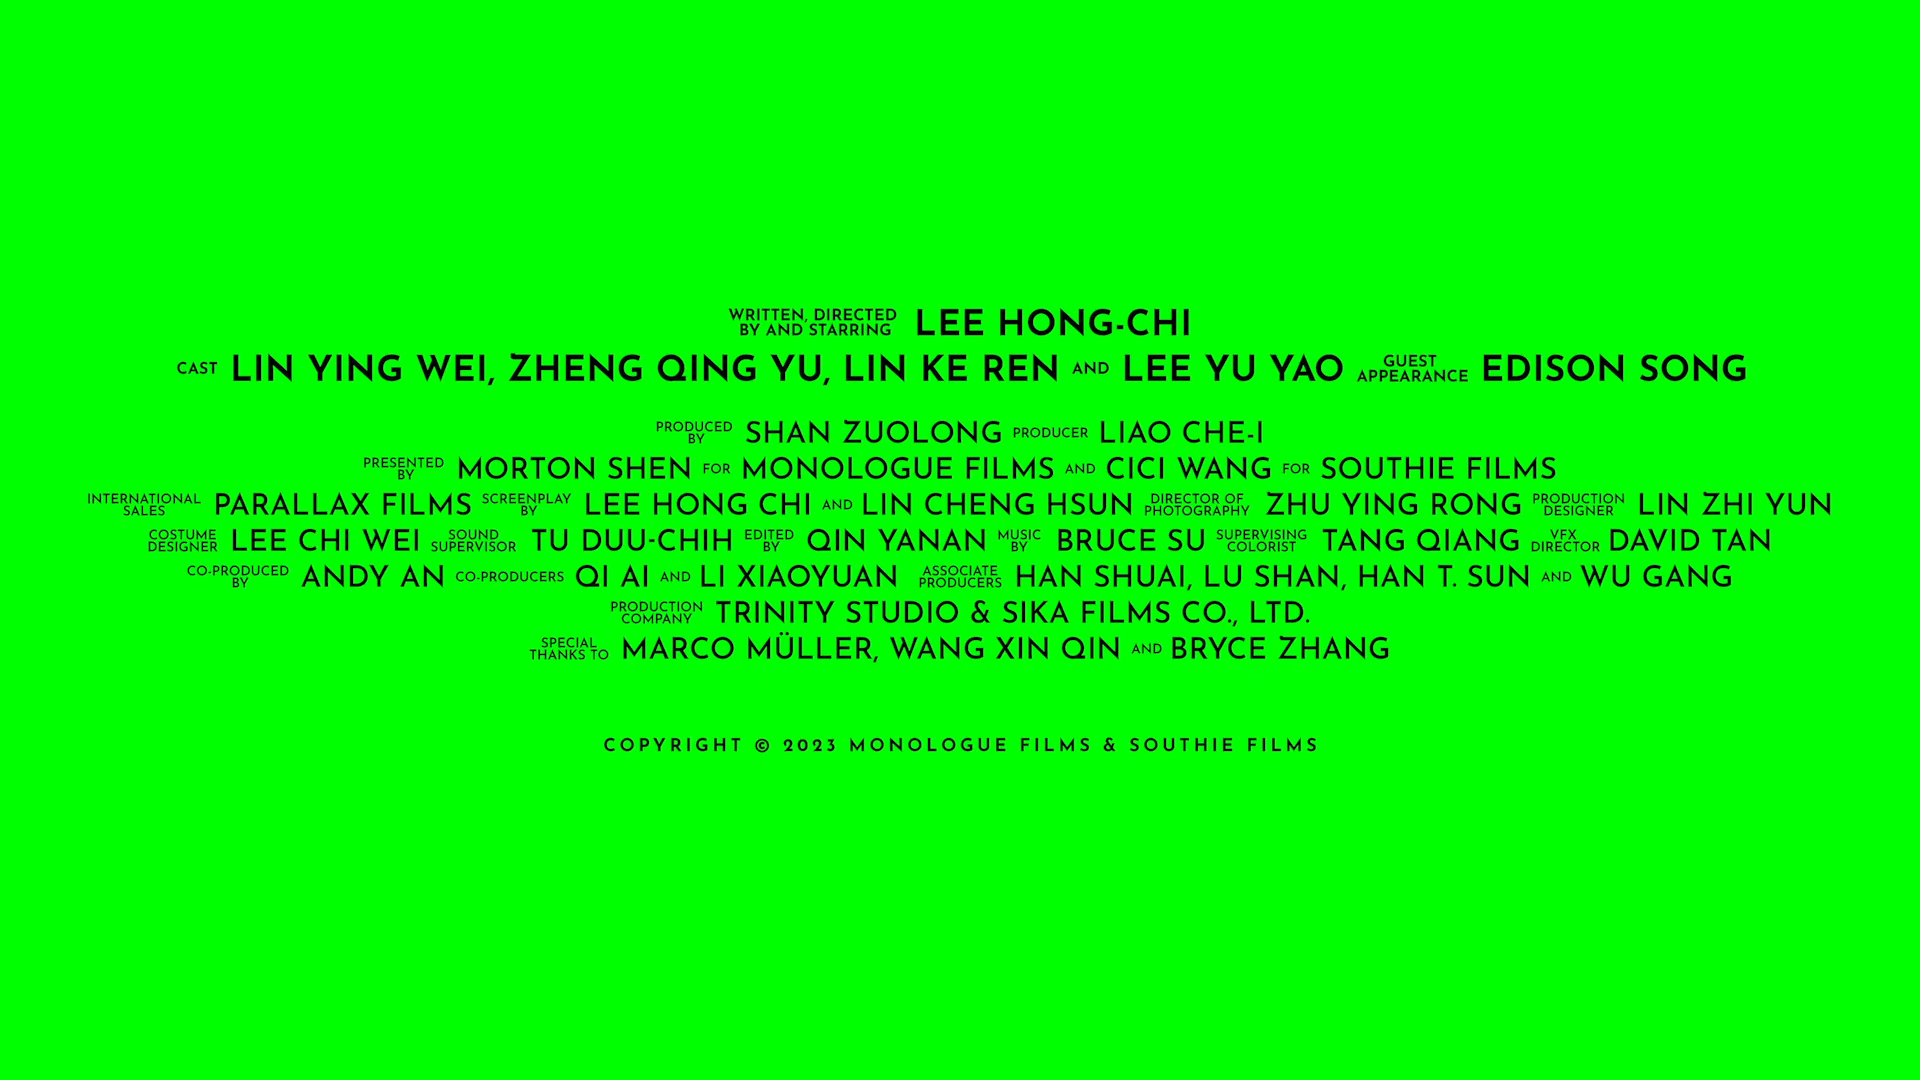 WRITTEN, DIRECTED BY AND STARRING LEE HONG-CHI
CAST LIN YING WEI, ZHENG QING YU, LIN KE REN AND LEE YU YAO GUEST APPEARANCE EDISON SONG
PRODUCED BY SHAN ZUOLONG PRODUCER LIAO CHE-I
PRESENTED BY MORTON SHEN FOR MONOLOGUE FILMS AND CICI WANG FOR SOUTHIE FILMS
INTERNATIONAL SALES PARALLAX FILMS SCREENPLAY BY LEE HONG CHI AND LIN CHENG HSUN DIRECTOR OF PHOTOGRAPHY ZHU YING RONG PRODUCTION DESIGNER LIN ZHI YUN
COSTUME DESIGNER LEE CHI WEI SOUND SUPERVISOR TU DUU-CHIH EDITED BY QIN YANAN MUSIC BY BRUCE SU SUPERVISING COLORIST TANG QIANG VFX DIRECTOR DAVID TAN
CO-PRODUCED BY ANDY AN CO-PRODUCERS QI AI AND LI XIAOYUAN ASSOCIATE PRODUCERS HAN SHUAI, LU SHAN, HAN T. SUN AND WU GANG
PRODUCTION COMPANY TRINITY STUDIO & SIKA FILMS CO., LTD.
SPECIAL THANKS TO MARCO MÜLLER, WANG XIN QIN AND BRYCE ZHANG
COPYRIGHT © 2023 MONOLOGUE FILMS & SOUTHIE FILMS